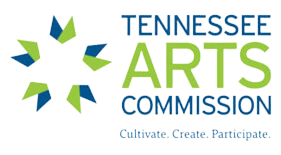 TENNESSEE
ARTS
COMMISSION
Cultivate. Create. Participate.